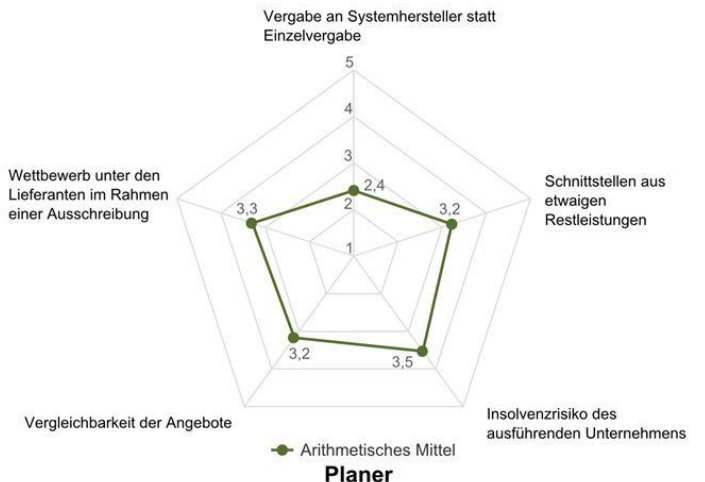 Vergabe an Systemhersteller statt
Einzelvergabe
5
4
3
2,4
2
1
Wettbewerb unter den
Lieferanten im Rahmen
einer Ausschreibung
3,3
3,2
Schnittstellen aus
etwaigen
Restleistungen
3,2
3,5
Vergleichbarkeit der Angebote
Insolvenzrisiko des
ausführenden Unternehmens
Arithmetisches Mittel
Planer